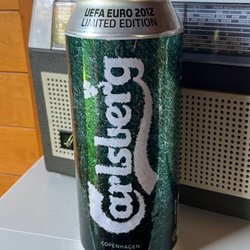 UEFA EURO 2012
LIMITED EDITION
Carlsberg
COPENHAGEN